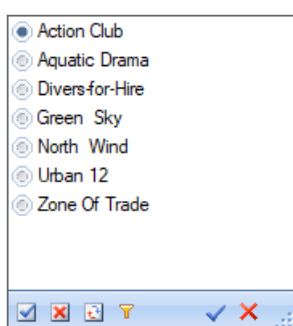 Action Club
Aquatic Drama
Divers-for-Hire
Green  Sky
North  Wind
Urban 12
Zone Of Trade